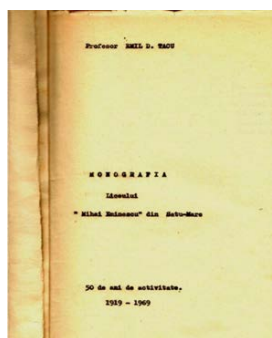 Profesor EMIL D. TACU
MONOGRAFIA
Liceului
" Mihai Eminescu" din Satu-Mare
50 de ani de activitate.
1919 - 1969